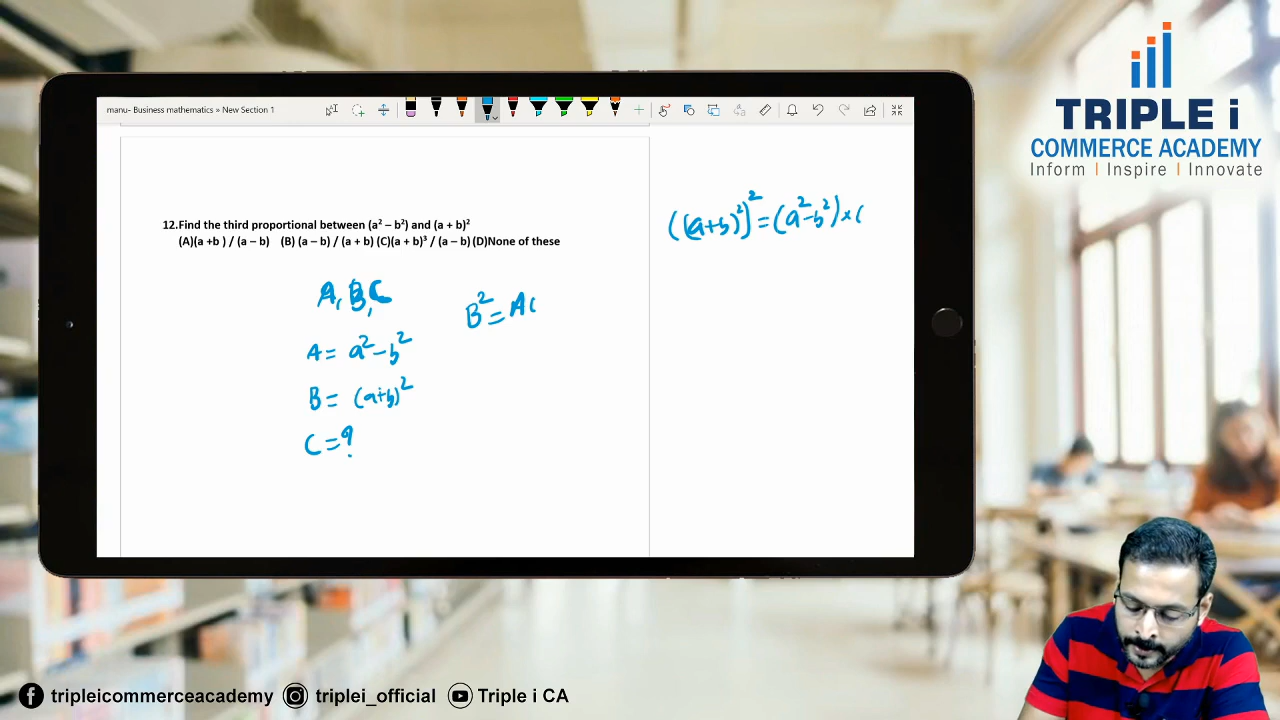 TRIPLE i
COMMERCE ACADEMY
Inform | Inspire | Innovate
manu- Business mathematics » New Section 1
12.Find the third proportional between (a² – b²) and (a + b)²
(A)(a +b ) / (a – b) (B) (a – b) / (a + b) (C)(a + b)³ / (a – b) (D)None of these
((a+b)²)² = (a²-b²) × C
A, B, C
B² = AC
A = a² - b²
B = (a+b)²
C = ?
tripleicommerceacademy triplei_official Triple i CA